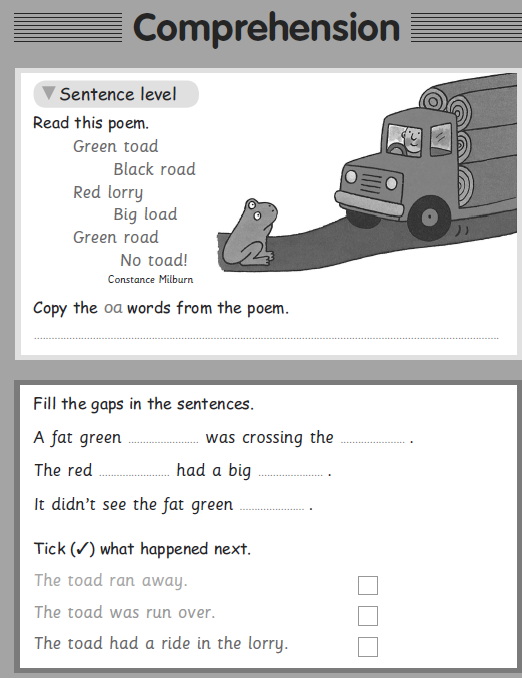 Comprehension
Sentence level
Read this poem.
Green toad
Black road
Red lorry
Big load
Green road
No toad!
Constance Milburn
Copy the oa words from the poem.
Fill the gaps in the sentences.
A fat green ........................ was crossing the ...................... .
The red ........................ had a big ...................... .
It didn't see the fat green ...................... .
Tick (✓) what happened next.
The toad ran away.
The toad was run over.
The toad had a ride in the lorry.